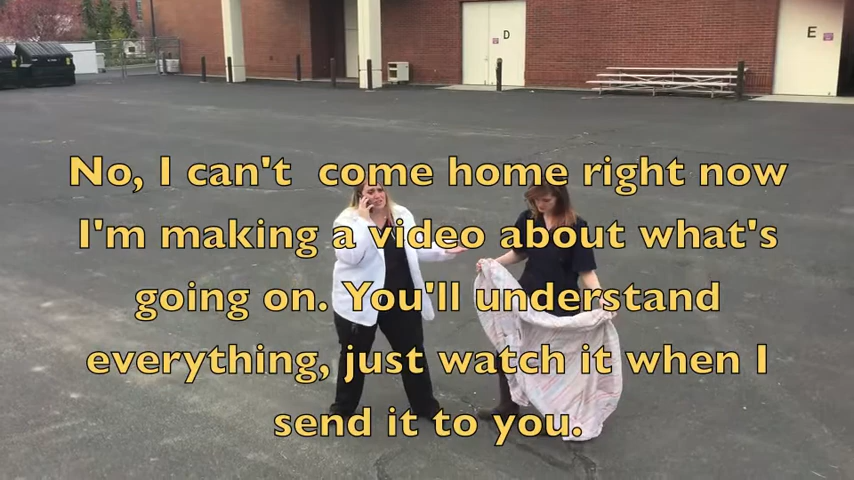 D
E
No, I can't come home right now
I'm making a video about what's
going on. You'll understand
everything, just watch it when I
send it to you.